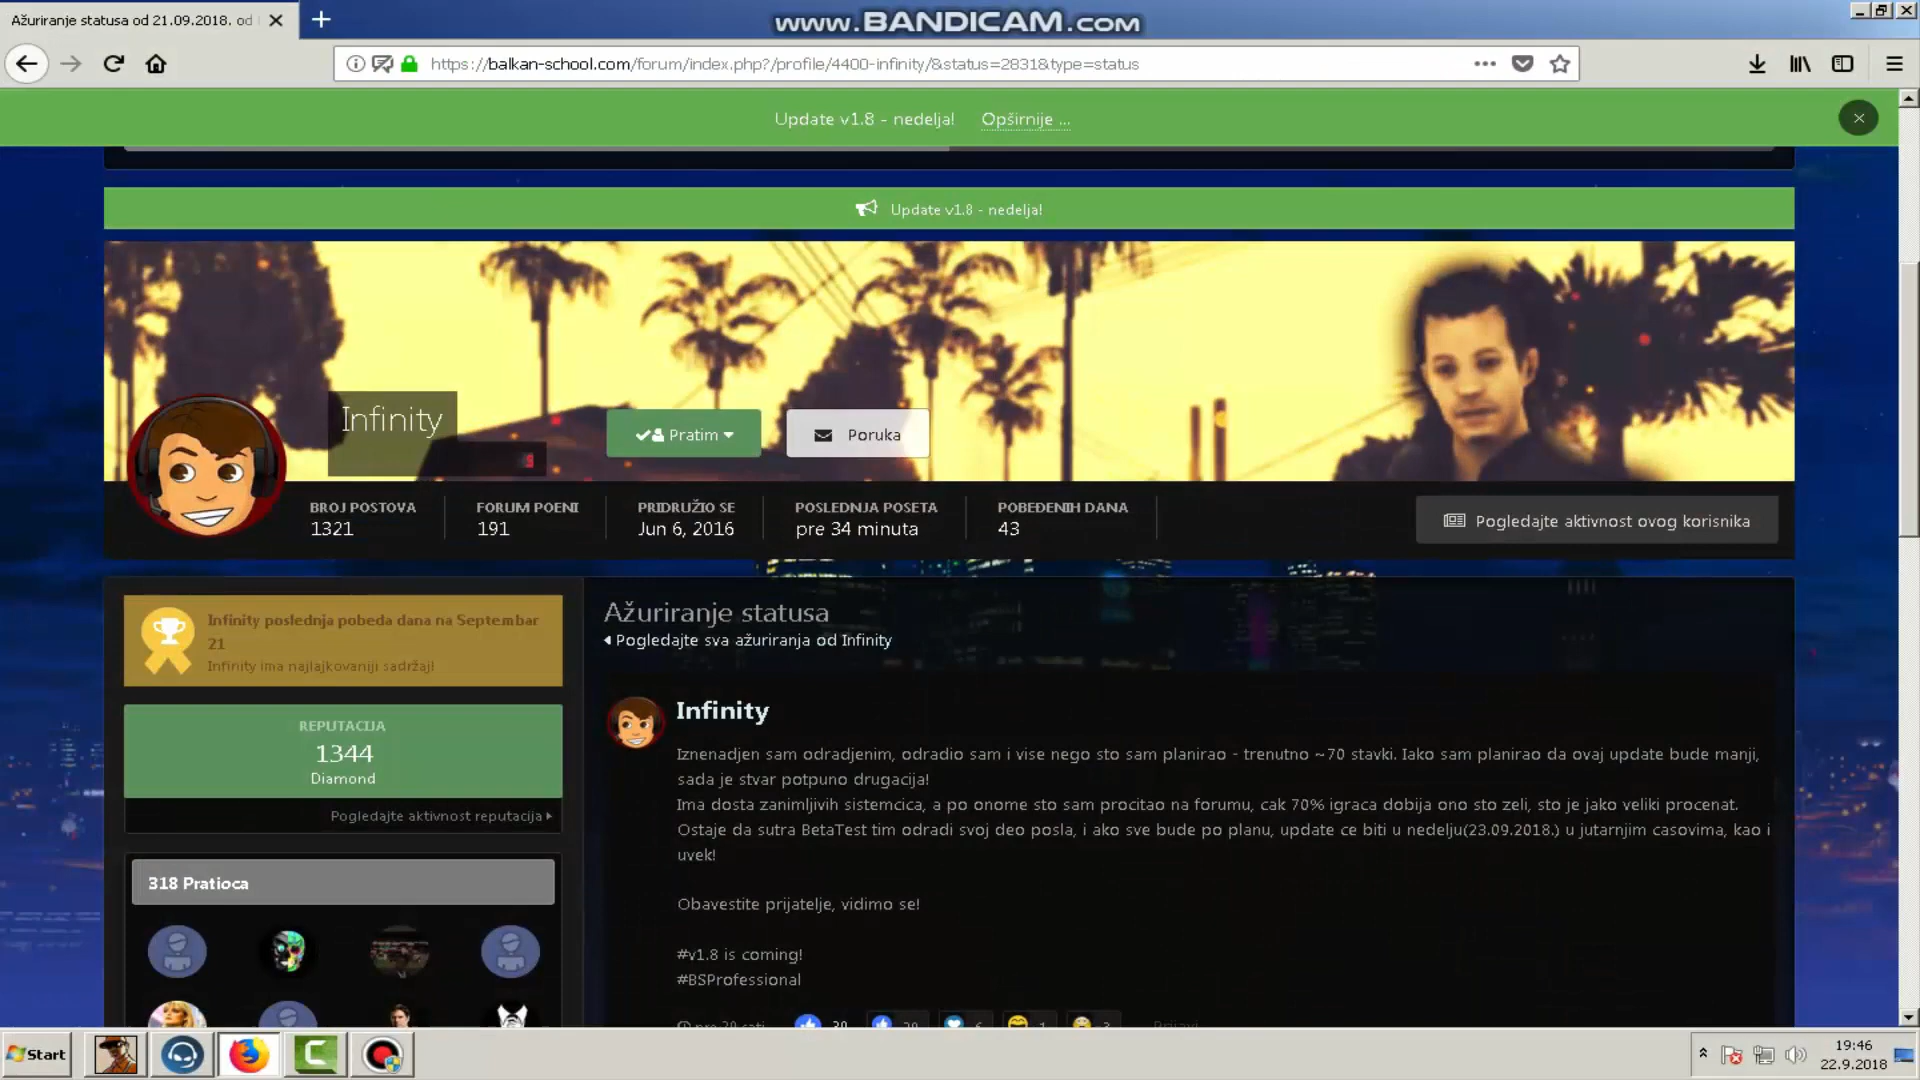 Ažuriranje statusa od 21.09.2018. od
www.BANDICAM.com
https://balkan-school.com/forum/index.php?/profile/4400-infinity/&status=2831&type=status
Update v1.8 - nedelja! Opširnije ...
Update v1.8 - nedelja!
Infinity
Pratim
Poruka
BROJ POSTOVA
1321
FORUM POENI
191
PRIDRUŽIO SE
Jun 6, 2016
POSLEDNJA POSETA
pre 34 minuta
POBEĐENIH DANA
43
Pogledajte aktivnost ovog korisnika
Infinity poslednja pobeda dana na Septembar
21
Infinity ima najlajkovaniji sadržaj!
REPUTACIJA
1344
Diamond
Pogledajte aktivnost reputacija
318 Pratioca
Ažuriranje statusa
Pogledajte sva ažuriranja od Infinity
Infinity
Iznenadjen sam odradjenim, odradio sam i vise nego sto sam planirao - trenutno ~70 stavki. Iako sam planirao da ovaj update bude manji,
sada je stvar potpuno drugacija!
Ima dosta zanimljivih sistemcica, a po onome sto sam procitao na forumu, cak 70% igraca dobija ono sto zeli, sto je jako veliki procenat.
Ostaje da sutra BetaTest tim odradi svoj deo posla, i ako sve bude po planu, update ce biti u nedelju(23.09.2018.) u jutarnjim casovima, kao i
uvek!
Obavestite prijatelje, vidimo se!
#v1.8 is coming!
#BSProfessional
Start
19:46
22.9.2018